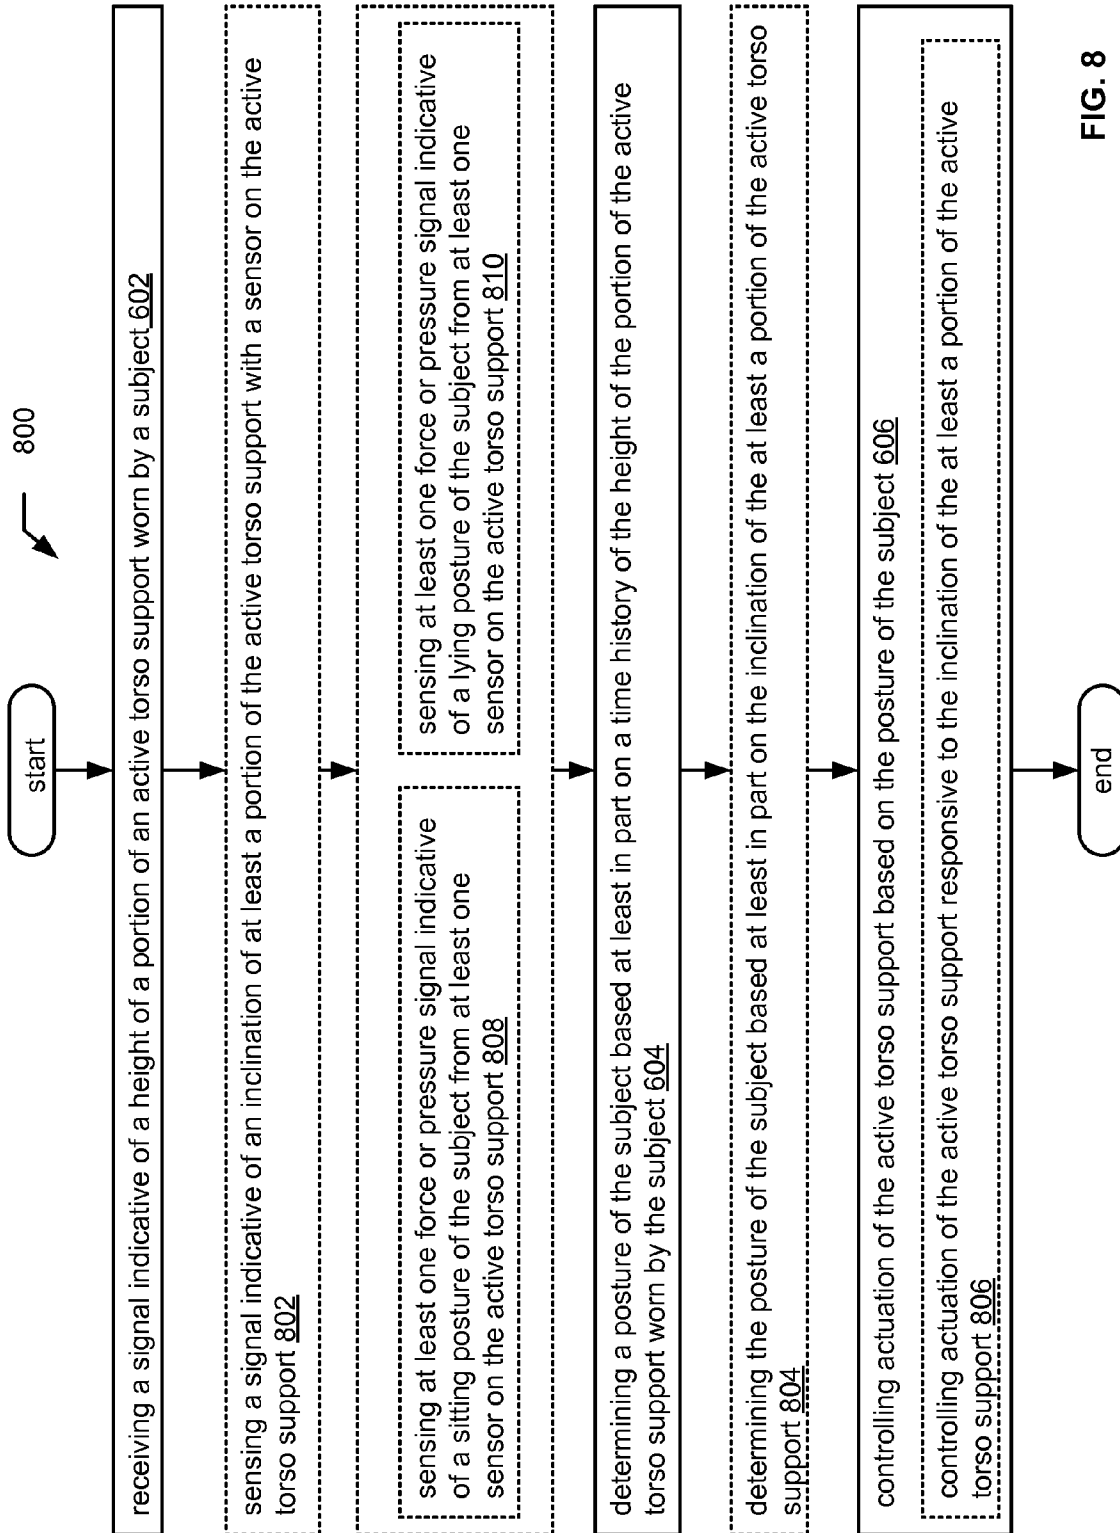 800
start
receiving a signal indicative of a height of a portion of an active torso support worn by a subject 602
sensing a signal indicative of an inclination of at least a portion of the active torso support with a sensor on the active
torso support 802
sensing at least one force or pressure signal indicative
of a sitting posture of the subject from at least one
sensor on the active torso support 808
sensing at least one force or pressure signal indicative
of a lying posture of the subject from at least one
sensor on the active torso support 810
determining a posture of the subject based at least in part on a time history of the height of the portion of the active
torso support worn by the subject 604
determining the posture of the subject based at least in part on the inclination of the at least a portion of the active torso
support 804
controlling actuation of the active torso support based on the posture of the subject 606
controlling actuation of the active torso support responsive to the inclination of the at least a portion of the active
torso support 806
end
FIG. 8